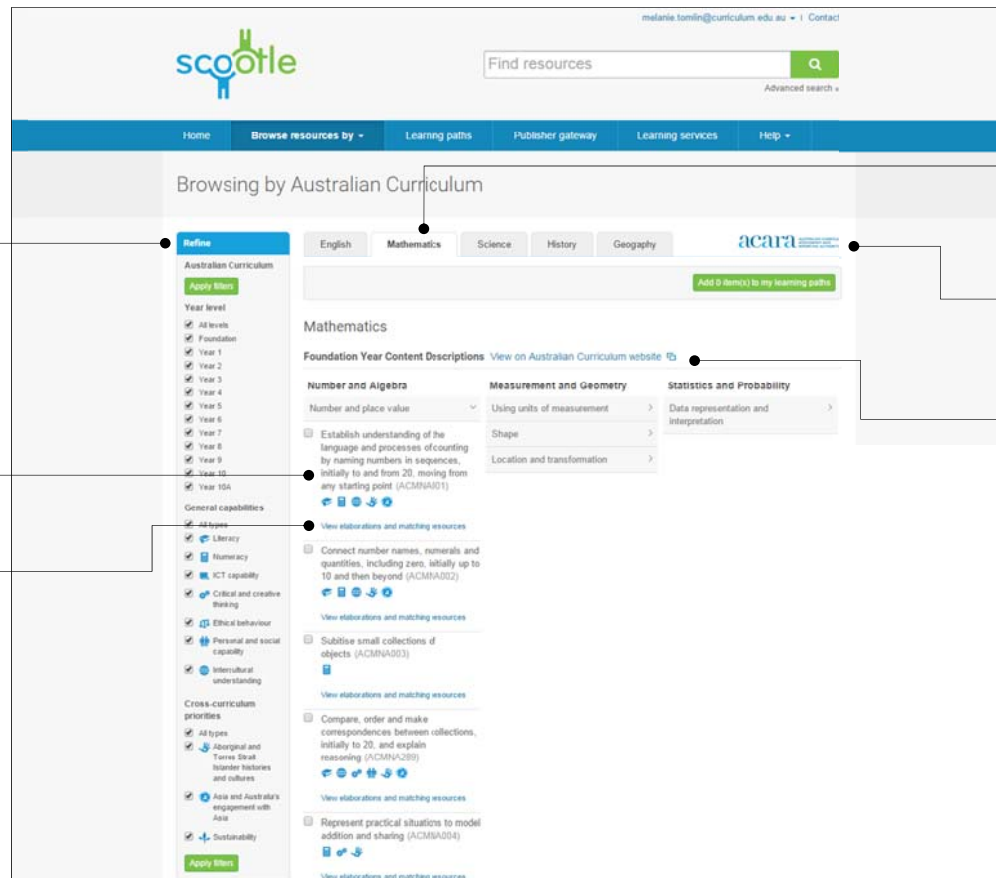 melanie.tomlin@curriculum.edu.au | Contact
scootle
Find resources
Advanced search »
Home Browse resources by Learning paths Publisher gateway Learning services Help
Browsing by Australian Curriculum
Refine
Australian Curriculum
Apply filters
Year level
All levels
Foundation
Year 1
Year 2
Year 3
Year 4
Year 5
Year 6
Year 7
Year 8
Year 9
Year 10
Year 10A
General capabilities
All types
Literacy
Numeracy
ICT capability
Critical and creative
thinking
Ethical behaviour
Personal and social
capability
Intercultural
understanding
Cross-curriculum
priorities
All types
Aboriginal and
Torres Strait
Islander histories
and cultures
Asia and Australia's
engagement with
Asia
Sustainability
Apply filters
English Mathematics Science History Geography
acara
Add 0 item(s) to my learning paths
Mathematics
Foundation Year Content Descriptions View on Australian Curriculum website
Number and Algebra
Number and place value
Establish understanding of the
language and processes of counting
by naming numbers in sequences,
initially to and from 20, moving from
any starting point (ACMNA001)
View elaborations and matching esources
Connect number names, numerals and
quantities, including zero, initially up to
10 and then beyond (ACMNA002)
View elaborations and matching esources
Subitise small collections of
objects (ACMNA003)
View elaborations and matching esources
Compare, order and make
correspondences between collections,
initially to 20, and explain
reasoning (ACMNA289)
View elaborations and matching esources
Represent practical situations to model
addition and sharing (ACMNA004)
View elaborations and matching esources
Measurement and Geometry
Using units of measurement
Shape
Location and transformation
Statistics and Probability
Data representation and
interpretation